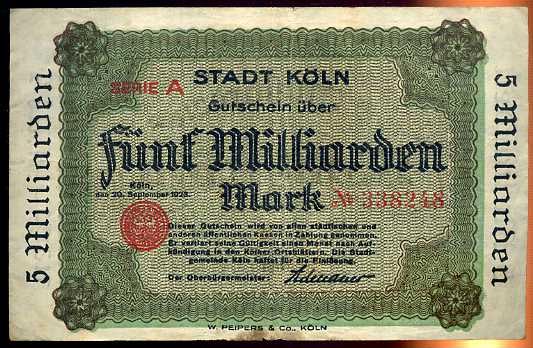 STADT KÖLN
SERIE A
Gutschein über
Fünf Milliarden
Mark № 338248
Köln,
den 20. September 1923.
Dieser Gutschein wird von allen städtischen und
anderen öffentlichen Kassen in Zahlung genommen.
Er verliert seine Gültigkeit einen Monat nach Auf-
kündigung in den Kölner Ortsblättern. Die Stadt-
gemeinde Köln haftet für die Einlösung.
Der Oberbürgermeister: Adenauer
W. PEIPERS & Co., KÖLN
5 Milliarden
5 Milliarden